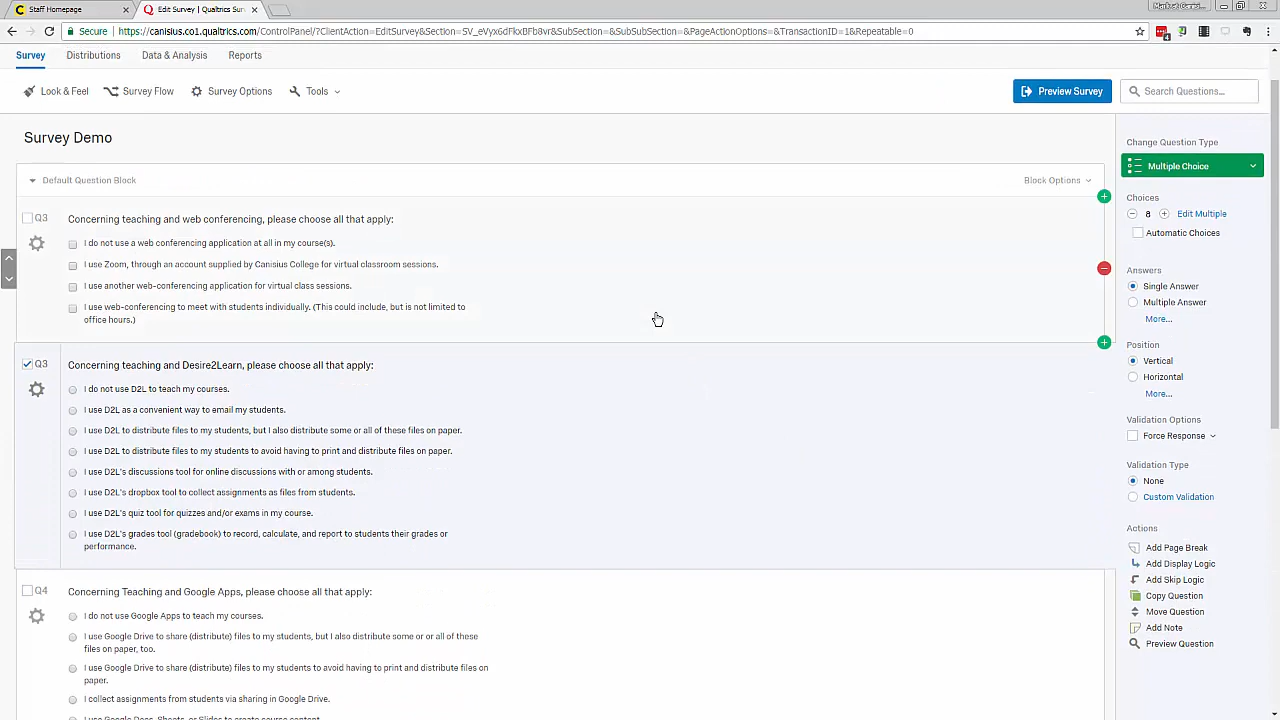 Staff Homepage
Edit Survey | Qualtrics Sur
Secure
https://canisius.co1.qualtrics.com/ControlPanel/?ClientAction=EditSurvey&Section=SV_eVyx6dFkxBFb8vr&SubSection=&SubSubSection=&PageActionOptions=&TransactionID=1&Repeatable=0
Survey
Distributions
Data & Analysis
Reports
Look & Feel
Survey Flow
Survey Options
Tools
Preview Survey
Search Questions...
Survey Demo
Default Question Block
Block Options
Q3
Concerning teaching and web conferencing, please choose all that apply:
I do not use a web conferencing application at all in my course(s).
I use Zoom, through an account supplied by Canisius College for virtual classroom sessions.
I use another web-conferencing application for virtual class sessions.
I use web-conferencing to meet with students individually. (This could include, but is not limited to
office hours.)
Q3
Concerning teaching and Desire2Learn, please choose all that apply:
I do not use D2L to teach my courses.
I use D2L as a convenient way to email my students.
I use D2L to distribute files to my students, but I also distribute some or all of these files on paper.
I use D2L to distribute files to my students to avoid having to print and distribute files on paper.
I use D2L's discussions tool for online discussions with or among students.
I use D2L's dropbox tool to collect assignments as files from students.
I use D2L's quiz tool for quizzes and/or exams in my course.
I use D2L's grades tool (gradebook) to record, calculate, and report to students their grades or
performance.
Q4
Concerning Teaching and Google Apps, please choose all that apply:
I do not use Google Apps to teach my courses.
I use Google Drive to share (distribute) files to my students, but I also distribute some or or all of these
files on paper, too.
I use Google Drive to share (distribute) files to my students to avoid having to print and distribute files on
paper.
I collect assignments from students via sharing in Google Drive.
I use Google Docs, Sheets, or Slides to create course content.
Change Question Type
Multiple Choice
Choices
8
Edit Multiple
Automatic Choices
Answers
Single Answer
Multiple Answer
More...
Position
Vertical
Horizontal
More...
Validation Options
Force Response
Validation Type
None
Custom Validation
Actions
Add Page Break
Add Display Logic
Add Skip Logic
Copy Question
Move Question
Add Note
Preview Question